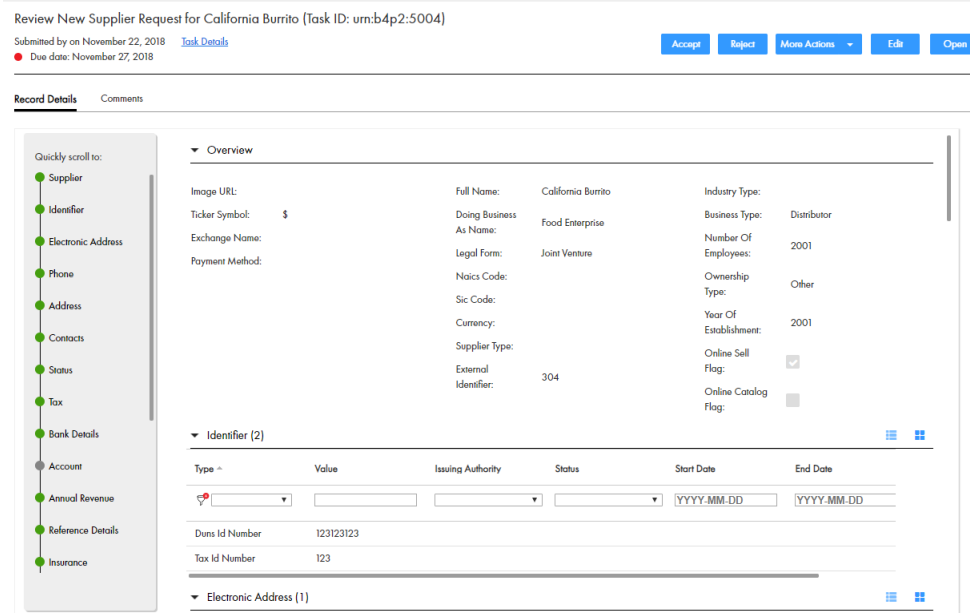 Review New Supplier Request for California Burrito (Task ID: urn:b4p2:5004)
Submitted by on November 22, 2018 Task Details
Due date: November 27, 2018
Accept Reject More Actions Edit Open
Record Details Comments
Quickly scroll to:
Supplier
Identifier
Electronic Address
Phone
Address
Contacts
Status
Tax
Bank Details
Account
Annual Revenue
Reference Details
Insurance
Overview
Image URL:
Ticker Symbol: $
Exchange Name:
Payment Method:
Full Name: California Burrito
Doing Business
As Name: Food Enterprise
Legal Form: Joint Venture
Naics Code:
Sic Code:
Currency:
Supplier Type:
External
Identifier: 304
Industry Type:
Business Type: Distributor
Number Of
Employees: 2001
Ownership
Type: Other
Year Of
Establishment: 2001
Online Sell
Flag:
Online Catalog
Flag:
Identifier (2)
Type Value Issuing Authority Status Start Date End Date
YYYY-MM-DD YYYY-MM-DD
Duns Id Number 123123123
Tax Id Number 123
Electronic Address (1)